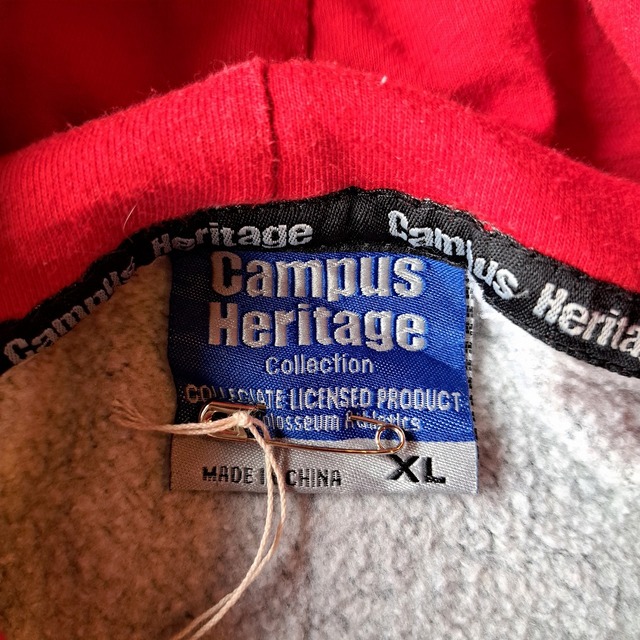 Campus Heritage Campus Heritage
Campus
Heritage
Collection
COLLEGIATE LICENSED PRODUCT
Colosseum Athletics
MADE IN CHINA XL